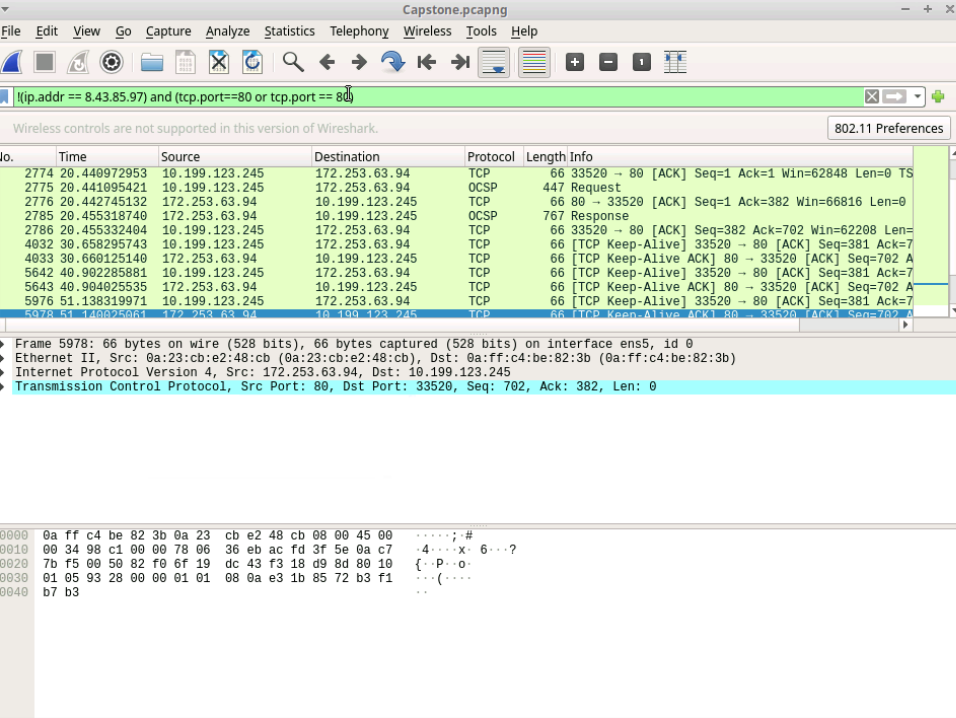 Capstone.pcapng
File Edit View Go Capture Analyze Statistics Telephony Wireless Tools Help
!(ip.addr == 8.43.85.97) and (tcp.port==80 or tcp.port == 80)
Wireless controls are not supported in this version of Wireshark. 802.11 Preferences
No. Time Source Destination Protocol Length Info
2774 20.440972953 10.199.123.245 172.253.63.94 TCP 66 33520 → 80 [ACK] Seq=1 Ack=1 Win=62848 Len=0 TS
2775 20.441095421 10.199.123.245 172.253.63.94 OCSP 447 Request
2776 20.442745132 172.253.63.94 10.199.123.245 TCP 66 80 → 33520 [ACK] Seq=1 Ack=382 Win=66816 Len=0
2785 20.455318740 172.253.63.94 10.199.123.245 OCSP 767 Response
2786 20.455332404 10.199.123.245 172.253.63.94 TCP 66 33520 → 80 [ACK] Seq=382 Ack=702 Win=62208 Len=
4032 30.658295743 10.199.123.245 172.253.63.94 TCP 66 [TCP Keep-Alive] 33520 → 80 [ACK] Seq=381 Ack=7
4033 30.660125140 172.253.63.94 10.199.123.245 TCP 66 [TCP Keep-Alive ACK] 80 → 33520 [ACK] Seq=702 A
5642 40.902285881 10.199.123.245 172.253.63.94 TCP 66 [TCP Keep-Alive] 33520 → 80 [ACK] Seq=381 Ack=7
5643 40.904025535 172.253.63.94 10.199.123.245 TCP 66 [TCP Keep-Alive ACK] 80 → 33520 [ACK] Seq=702 A
5976 51.138319971 10.199.123.245 172.253.63.94 TCP 66 [TCP Keep-Alive] 33520 → 80 [ACK] Seq=381 Ack=7
5978 51.140025061 172.253.63.94 10.199.123.245 TCP 66 [TCP Keep-Alive ACK] 80 → 33520 [ACK] Seq=702 A
Frame 5978: 66 bytes on wire (528 bits), 66 bytes captured (528 bits) on interface ens5, id 0
Ethernet II, Src: 0a:23:cb:e2:48:cb (0a:23:cb:e2:48:cb), Dst: 0a:ff:c4:be:82:3b (0a:ff:c4:be:82:3b)
Internet Protocol Version 4, Src: 172.253.63.94, Dst: 10.199.123.245
Transmission Control Protocol, Src Port: 80, Dst Port: 33520, Seq: 702, Ack: 382, Len: 0
0000 0a ff c4 be 82 3b 0a 23 cb e2 48 cb 08 00 45 00 ·····;·#
0010 00 34 98 c1 00 00 78 06 36 eb ac fd 3f 5e 0a c7 ·4····x· 6···?
0020 7b f5 00 50 82 f0 6f 19 dc 43 f3 18 d9 8d 80 10 {··P··o·
0030 01 05 93 28 00 00 01 01 08 0a e3 1b 85 72 b3 f1 ···(····
0040 b7 b3 ··